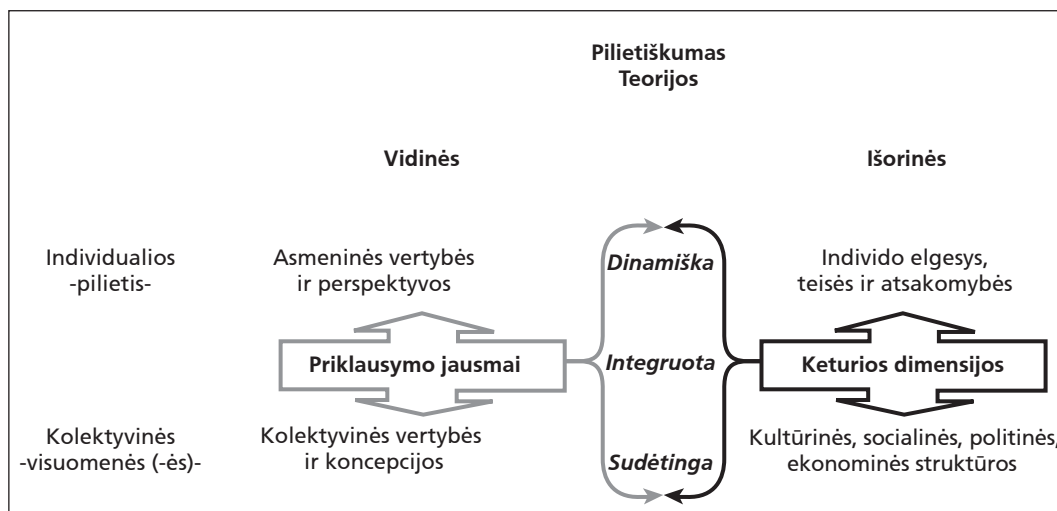 Pilietiškumas
Teorijos
Vidinės
Išorinės
Individualios
-pilietis-
Asmeninės vertybės
ir perspektyvos
Dinamiška
Individo elgesys,
teisės ir atsakomybės
Priklausymo jausmai
Integruota
Keturios dimensijos
Kolektyvinės
-visuomenės (-ės)-
Kolektyvinės vertybės
ir koncepcijos
Sudėtinga
Kultūrinės, socialinės, politinės,
ekonominės struktūros